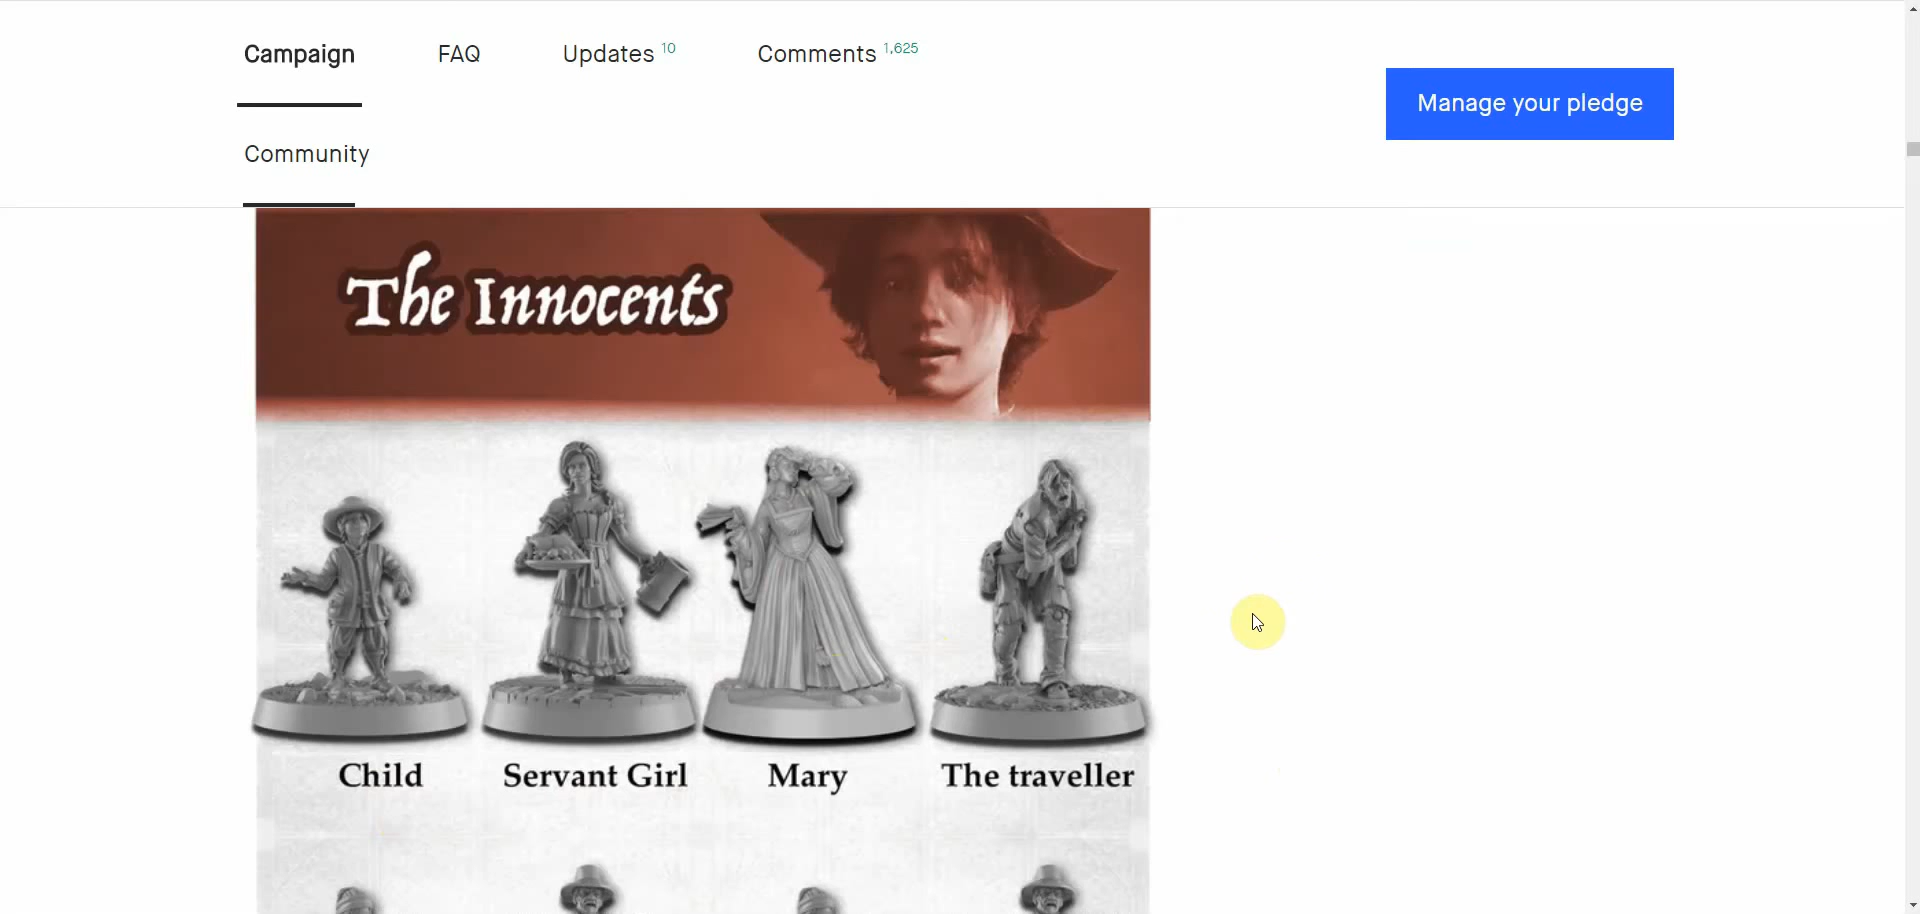 Campaign
FAQ
Updates 10
Comments 1,625
Manage your pledge
Community
The Innocents
Child
Servant Girl
Mary
The traveller